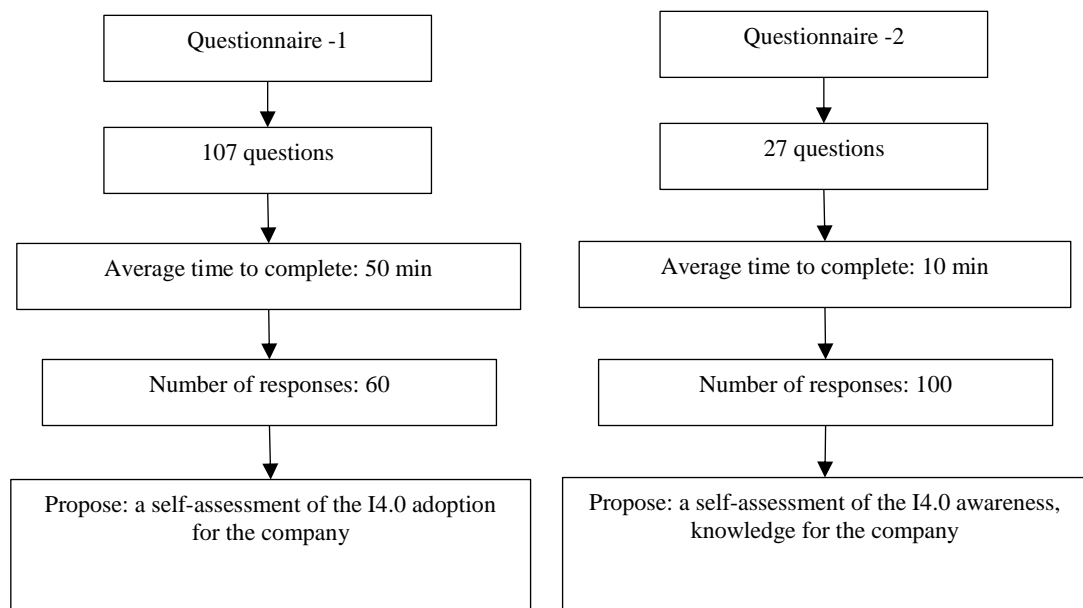 Questionnaire -1
107 questions
Average time to complete: 50 min
Number of responses: 60
Propose: a self-assessment of the I4.0 adoption
for the company
Questionnaire -2
27 questions
Average time to complete: 10 min
Number of responses: 100
Propose: a self-assessment of the I4.0 awareness,
knowledge for the company